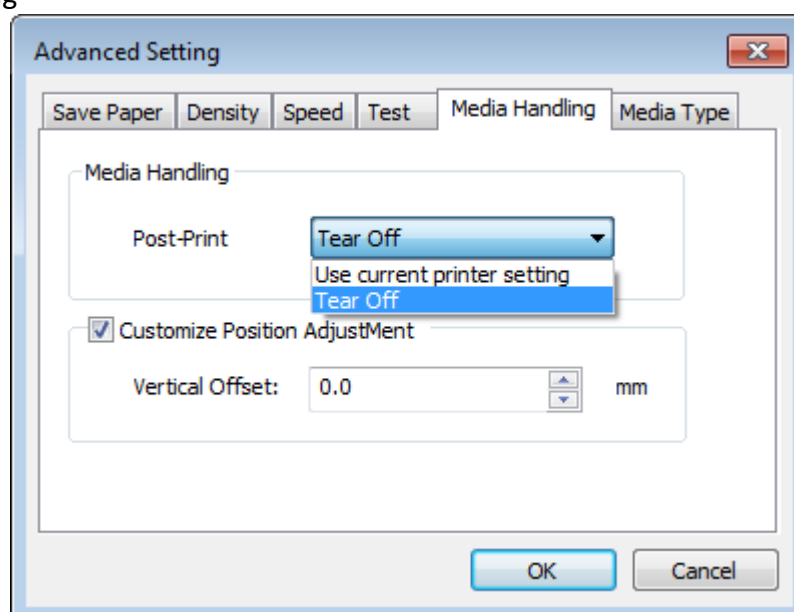 g
Advanced Setting
Save Paper Density Speed Test Media Handling Media Type
Media Handling
Post-Print Tear Off
Use current printer setting
Tear Off
Customize Position AdjustMent
Vertical Offset: 0.0 mm
OK Cancel